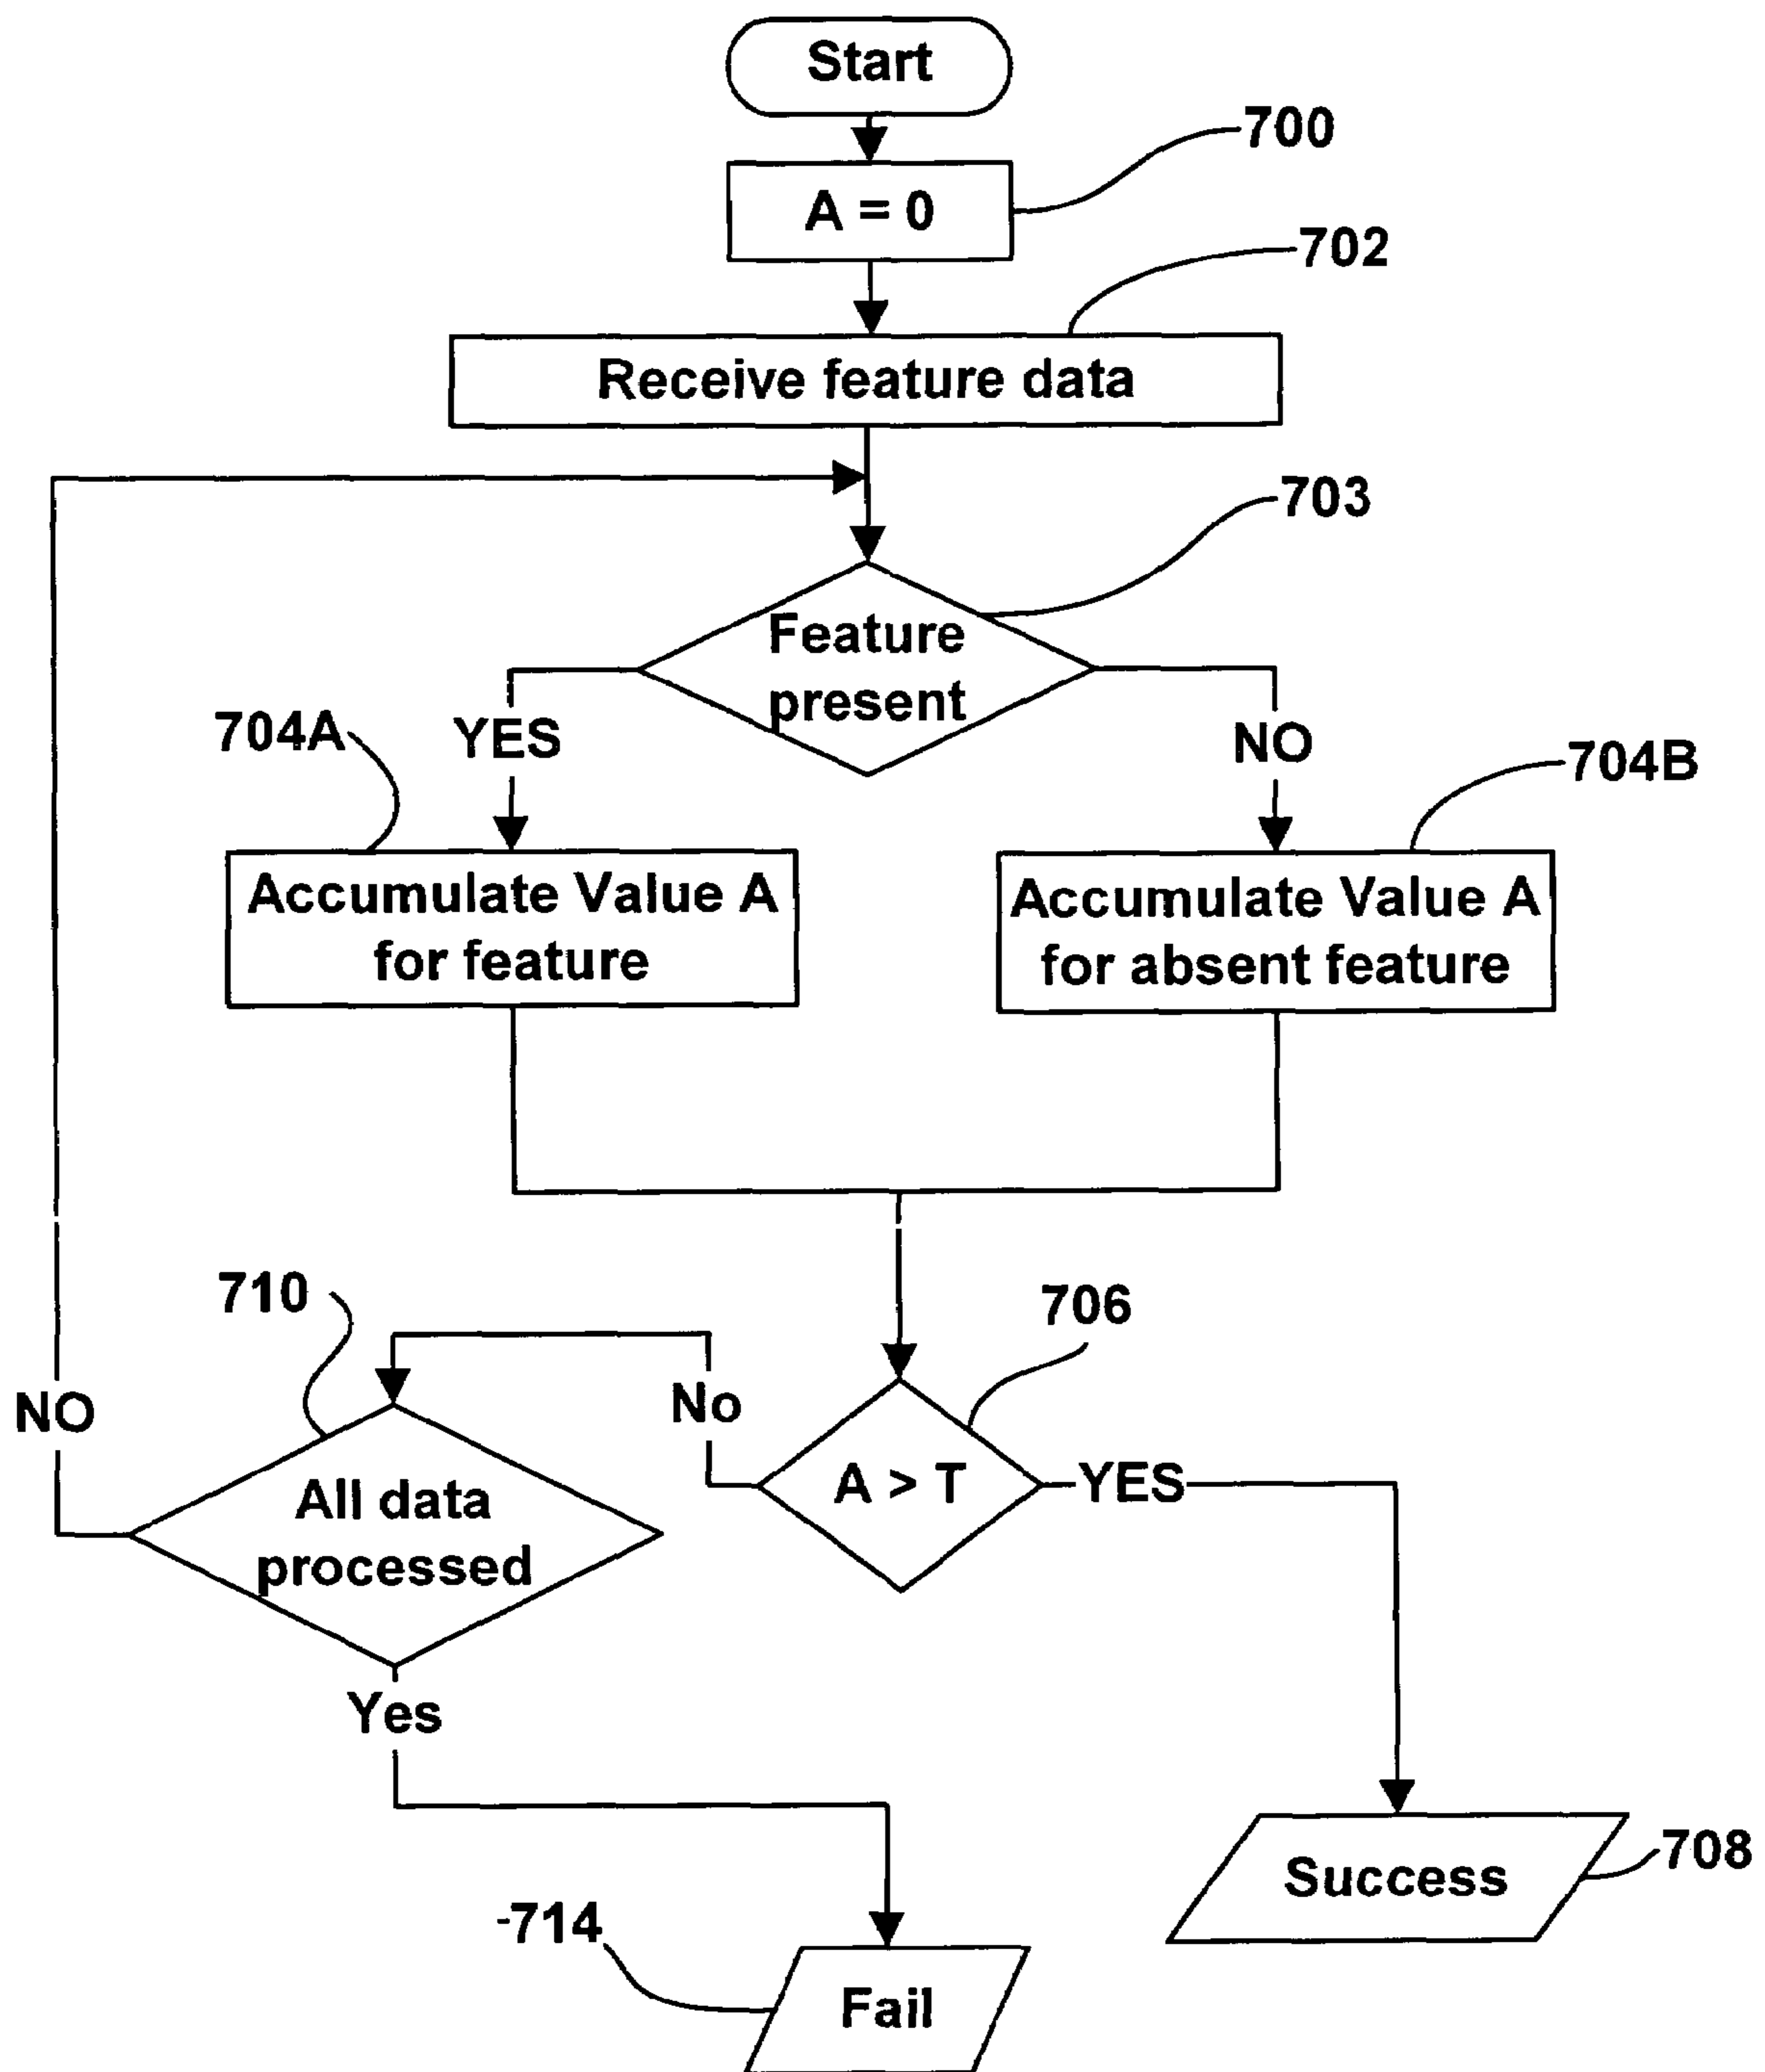 Start
700
A = 0
702
Receive feature data
703
Feature
present
704A
YES
NO
704B
Accumulate Value A
for feature
Accumulate Value A
for absent feature
710
706
NO
No
A > T
YES
All data
processed
Yes
708
Success
714
Fail